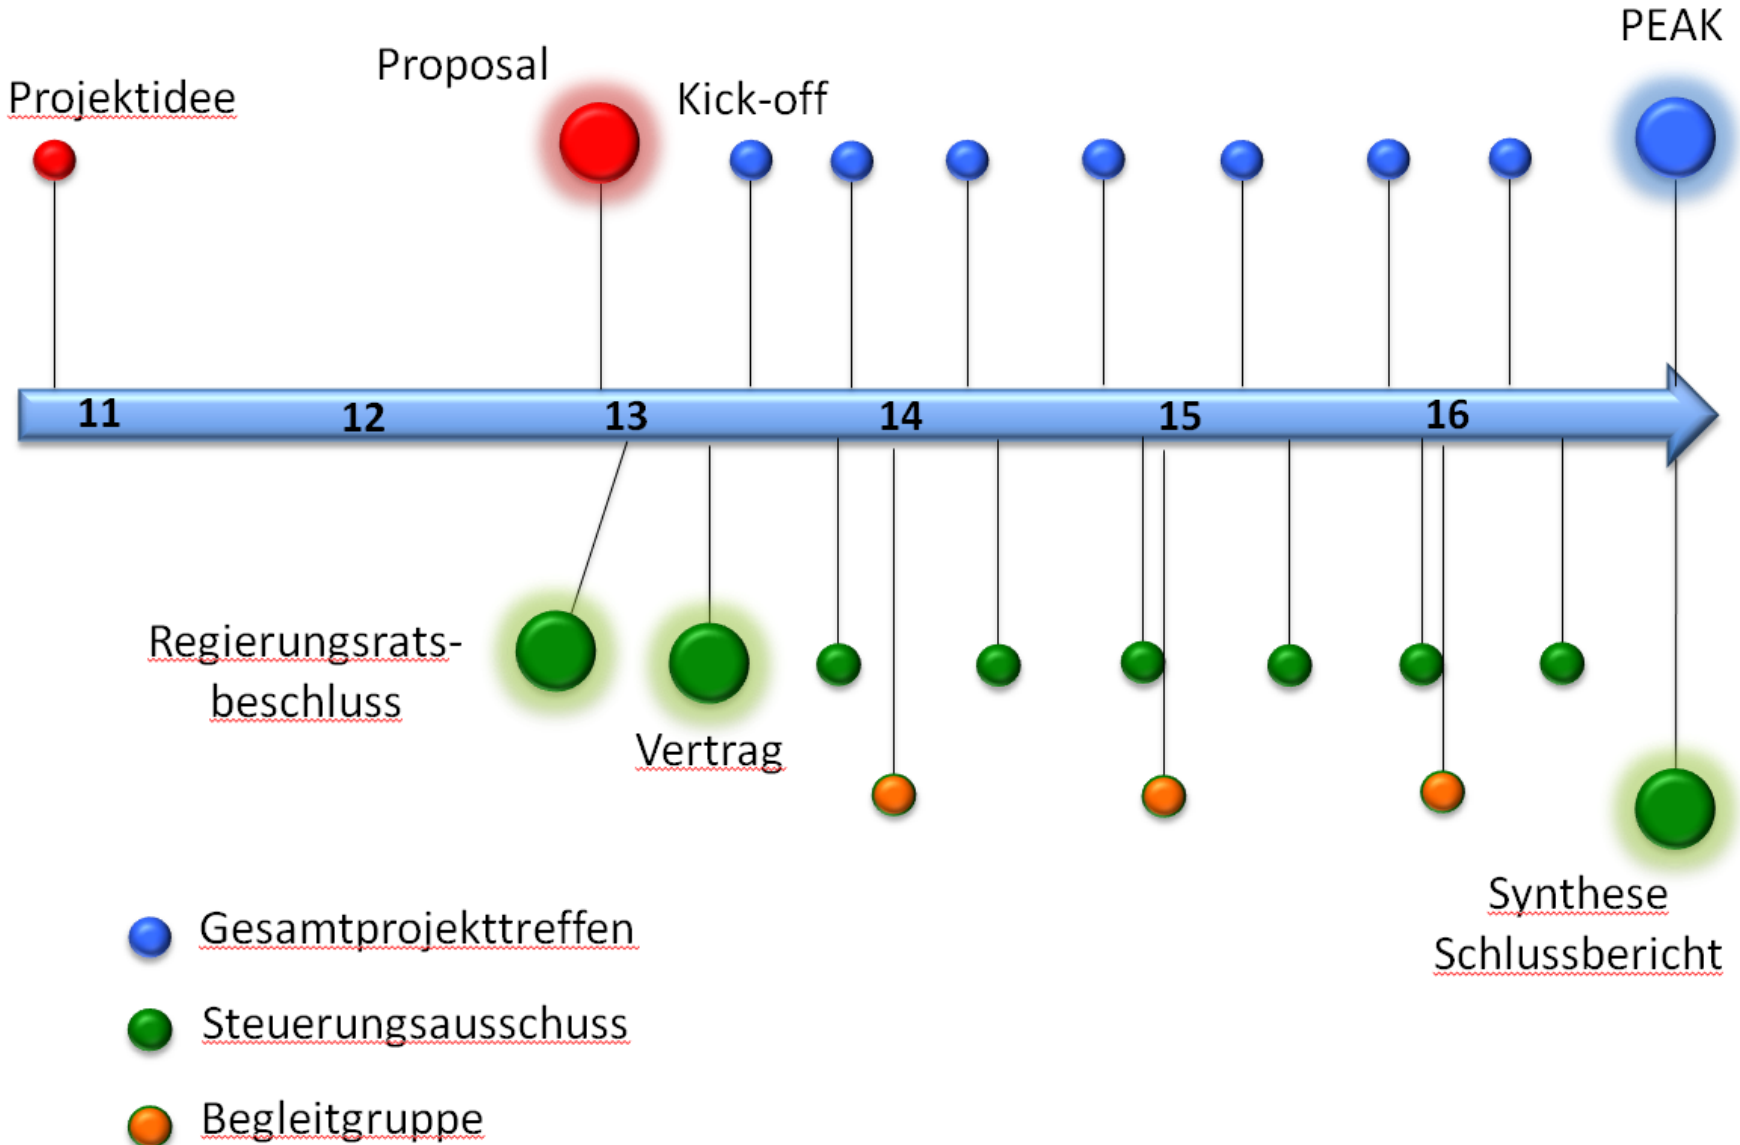 PEAK
Proposal
Projektidee
Kick-off
11 12 13 14 15 16
Regierungsrats-
beschluss
Vertrag
Synthese
Schlussbericht
Gesamtprojekttreffen
Steuerungsausschuss
Begleitgruppe